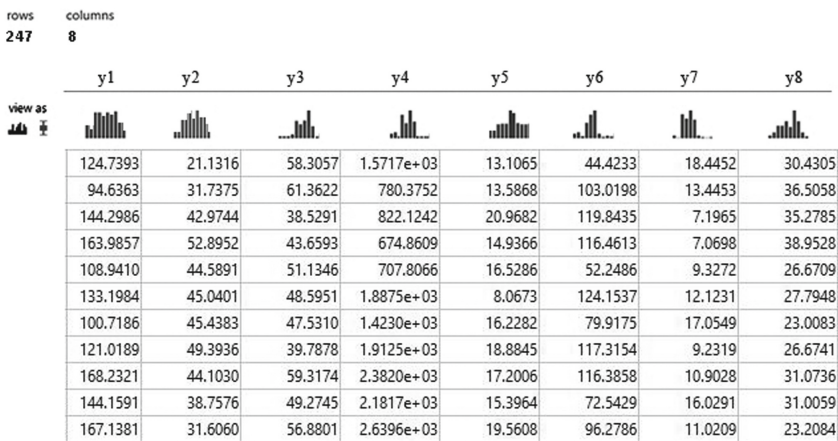 rows columns
247 8
y1 y2 y3 y4 y5 y6 y7 y8
view as
124.7393 21.1316 58.3057 1.5717e+03 13.1065 44.4233 18.4452 30.4305
94.6363 31.7375 61.3622 780.3752 13.5868 103.0198 13.4453 36.5058
144.2986 42.9744 38.5291 822.1242 20.9682 119.8435 7.1965 35.2785
163.9857 52.8952 43.6593 674.8609 14.9366 116.4613 7.0698 38.9528
108.9410 44.5891 51.1346 707.8066 16.5286 52.2486 9.3272 26.6709
133.1984 45.0401 48.5951 1.8875e+03 8.0673 124.1537 12.1231 27.7948
100.7186 45.4383 47.5310 1.4230e+03 16.2282 79.9175 17.0549 23.0083
121.0189 49.3936 39.7878 1.9125e+03 18.8845 117.3154 9.2319 26.6741
168.2321 44.1030 59.3174 2.3820e+03 17.2006 116.3858 10.9028 31.0736
144.1591 38.7576 49.2745 2.1817e+03 15.3964 72.5429 16.0291 31.0059
167.1381 31.6060 56.8801 2.6396e+03 19.5608 96.2786 11.0209 23.2084